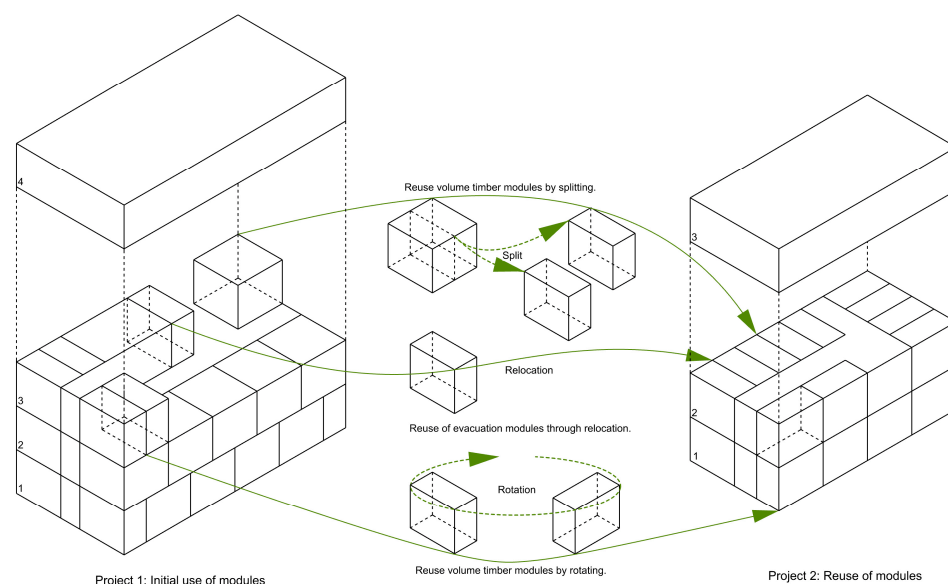 4
3
2
1
Project 1: Initial use of modules
Reuse volume timber modules by splitting.
Split
Relocation
Reuse of evacuation modules through relocation.
Rotation
Reuse volume timber modules by rotating.
3
2
1
Project 2: Reuse of modules